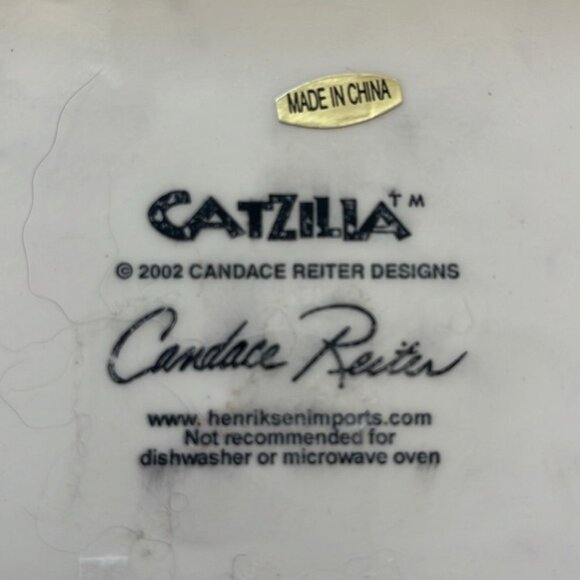 MADE IN CHINA
CATZILLA™
© 2002 CANDACE REITER DESIGNS
Candace Reiter
www. henriksenimports.com
Not recommended for
dishwasher or microwave oven